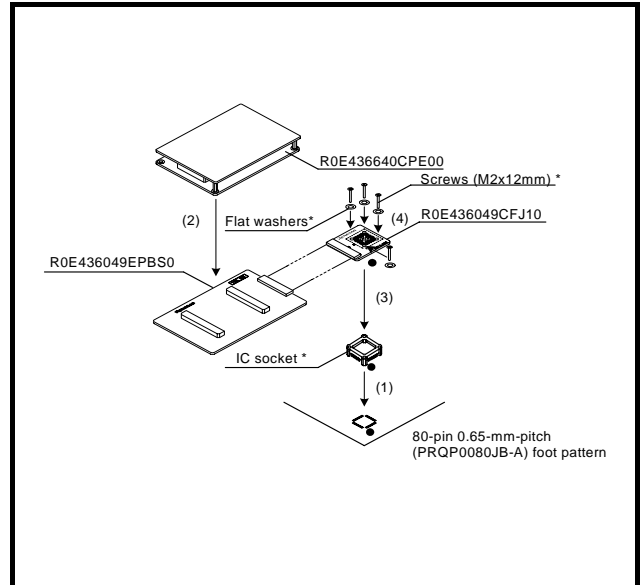 R0E436640CPE00
Screws (M2x12mm) *
(2)
Flat washers*
(4)
R0E436049CFJ10
R0E436049EPBS0
(3)
IC socket *
(1)
80-pin 0.65-mm-pitch
(PRQP0080JB-A) foot pattern